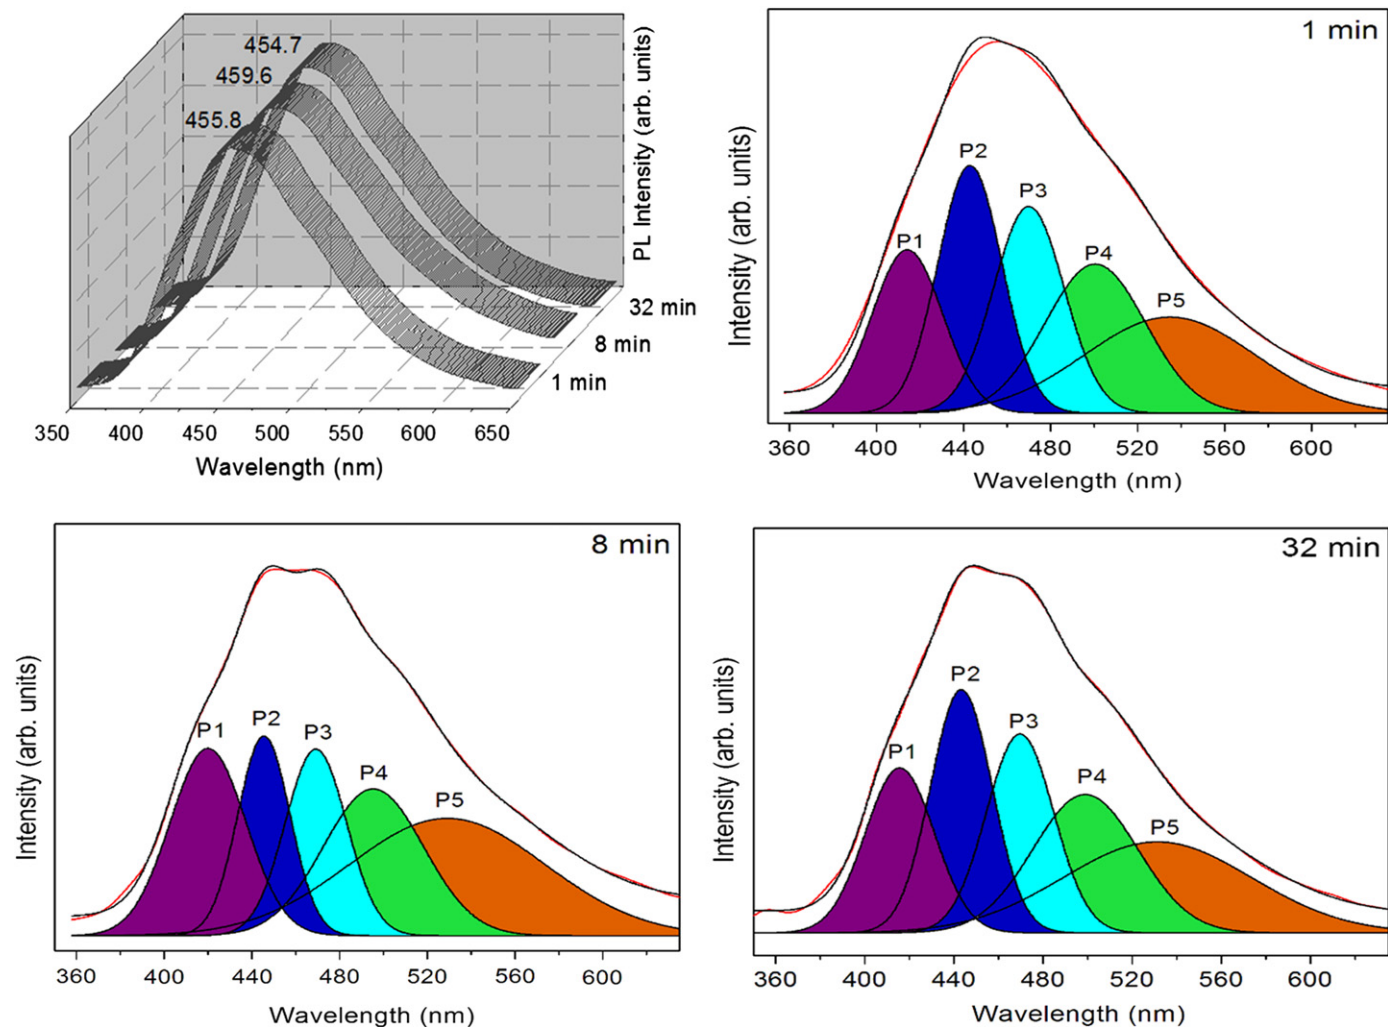 454.7
459.6
455.8
PL Intensity (arb. units)
32 min
8 min
1 min
350 400 450 500 550 600 650
Wavelength (nm)
1 min
Intensity (arb. units)
P1
P2
P3
P4
P5
360 400 440 480 520 560 600
Wavelength (nm)
8 min
Intensity (arb. units)
P1
P2
P3
P4
P5
360 400 440 480 520 560 600
Wavelength (nm)
32 min
Intensity (arb. units)
P1
P2
P3
P4
P5
360 400 440 480 520 560 600
Wavelength (nm)